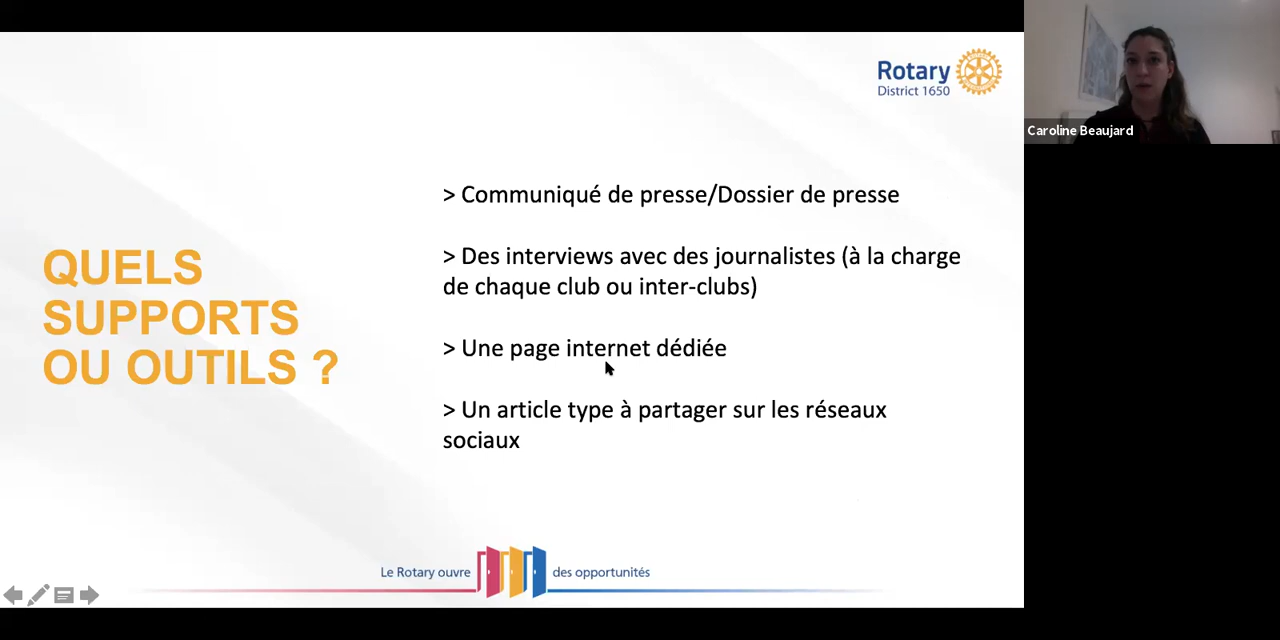 Rotary
District 1650
Caroline Beaujard
QUELS
SUPPORTS
OU OUTILS ?
> Communiqué de presse/Dossier de presse
> Des interviews avec des journalistes (à la charge
de chaque club ou inter-clubs)
> Une page internet dédiée
> Un article type à partager sur les réseaux
sociaux
Le Rotary ouvre des opportunités